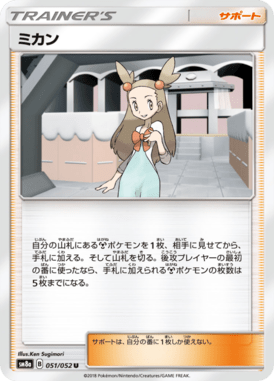 TRAINER'S
サポート
ミカン
自分の山札にあるポケモンを1枚、相手に見せてから、
手札に加える。そして山札を切る。後攻プレイヤーの最初
の番に使ったなら、手札に加えられるポケモンの枚数は
5枚までになる。
Illus.Ken Sugimori
サポートは、自分の番に1枚しか使えない。
SM8a 051/052 U
©2018 Pokémon/Nintendo/Creatures/GAME FREAK.